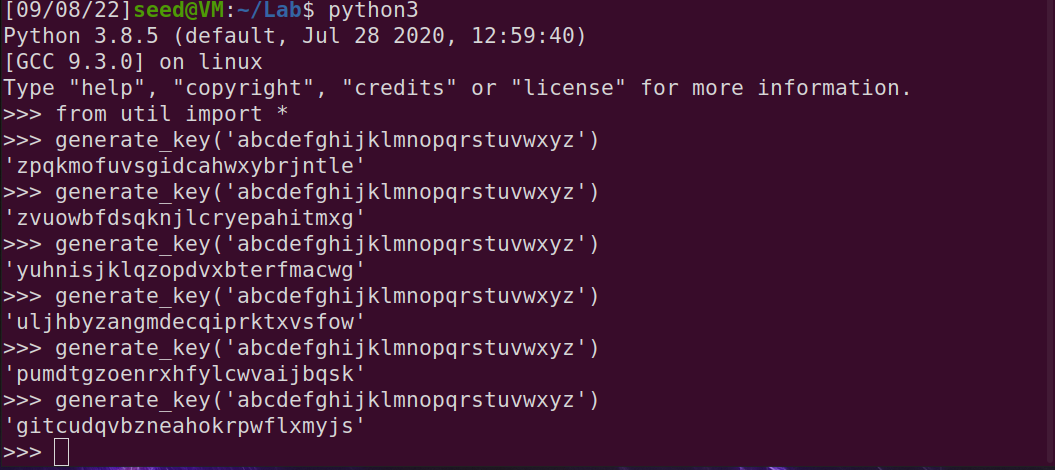 [09/08/22]seed@VM:~/Lab$ python3
Python 3.8.5 (default, Jul 28 2020, 12:59:40)
[GCC 9.3.0] on linux
Type "help", "copyright", "credits" or "license" for more information.
>>> from util import *
>>> generate_key('abcdefghijklmnopqrstuvwxyz')
'zpqkmofuvsgidcahwxybrjntle'
>>> generate_key('abcdefghijklmnopqrstuvwxyz')
'zvuowbfdsqknjlcryepahitmxg'
>>> generate_key('abcdefghijklmnopqrstuvwxyz')
'yuhnisjklqzopdvxbterfmacwg'
>>> generate_key('abcdefghijklmnopqrstuvwxyz')
'uljhbyzangmdecqiprktxvsfow'
>>> generate_key('abcdefghijklmnopqrstuvwxyz')
'pumdtgzoenrxhfylcwvaijbqsk'
>>> generate_key('abcdefghijklmnopqrstuvwxyz')
'gitcudqvbzneahokrpwflxmyjs'
>>>